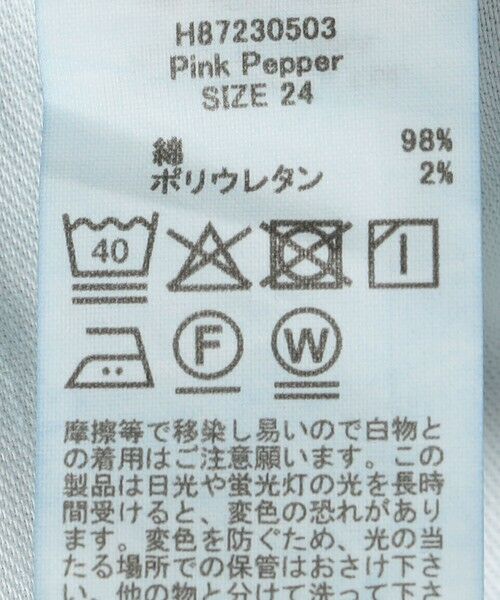 H87230503
Pink Pepper
SIZE 24
綿 98%
ポリウレタン 2%
40
F W
摩擦等で移染し易いので白物と
の着用はご注意願います。この
製品は日光や蛍光灯の光を長時
間受けると、変色の恐れがあり
ます。変色を防ぐため、光の当
たる場所での保管はおさけ下さ
い。他の物と分けて洗って下さ